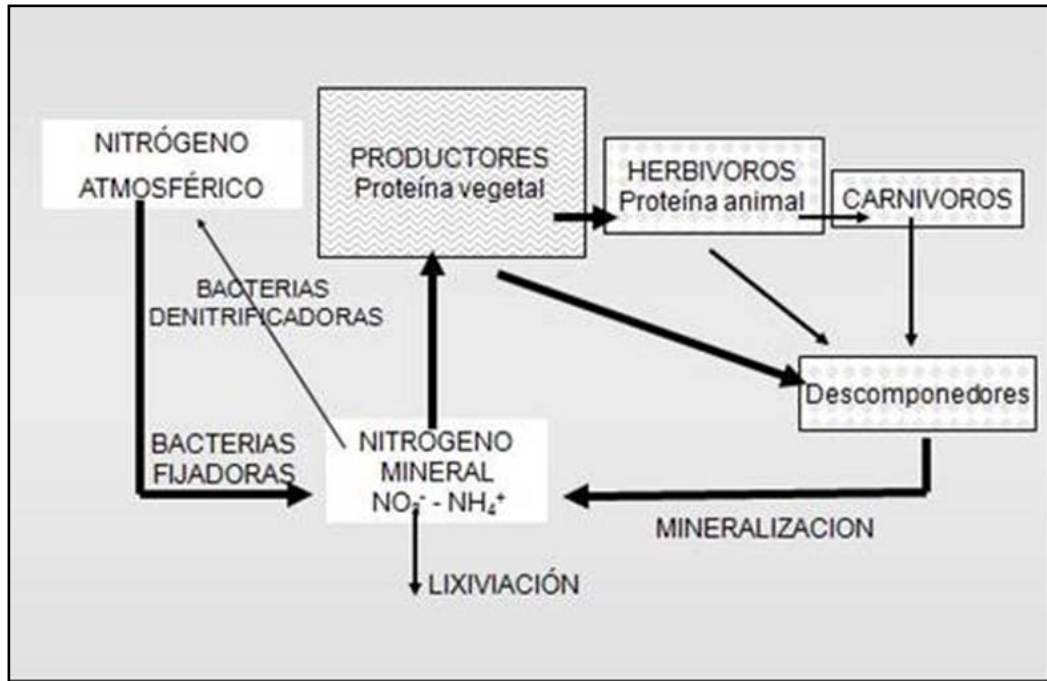 NITRÓGENO
ATMOSFÉRICO
PRODUCTORES
Proteína vegetal
HERBIVOROS
Proteína animal
CARNIVOROS
BACTERIAS
DENITRIFICADORAS
Descomponedores
BACTERIAS
FIJADORAS
NITRÓGENO
MINERAL
NO₃⁻ - NH₄⁺
MINERALIZACION
LIXIVIACIÓN